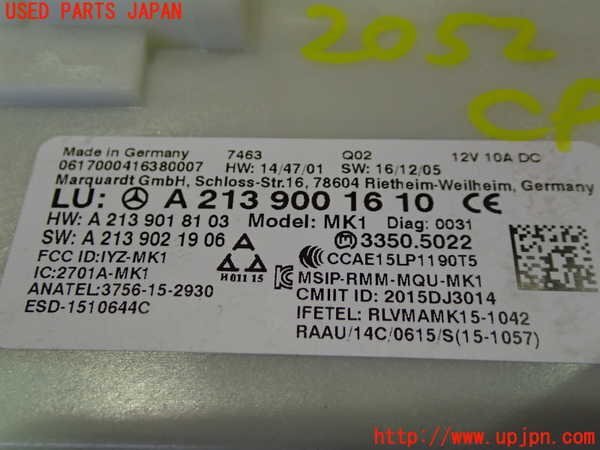 USED PARTS JAPAN
2052
CP
Made in Germany 7463 Q02 12V 10A DC
0617000416380007 HW: 14/47/01 SW: 16/12/05
Marquardt GmbH, Schloss-Str.16, 78604 Rietheim-Weilheim, Germany
LU: A 213 900 16 10 CE
HW: A 213 901 81 03 Model: MK1 Diag: 0031
SW: A 213 902 19 06 A 3350.5022
FCC ID:IYZ-MK1 CCAE15LP1190T5
IC:2701A-MK1 H 011 15 MSIP-RMM-MQU-MK1
ANATEL:3756-15-2930 CMIIT ID: 2015DJ3014
ESD-1510644C IFETEL: RLVMAMK15-1042
RAAU/14C/0615/S(15-1057)
http://www.upjpn.com/